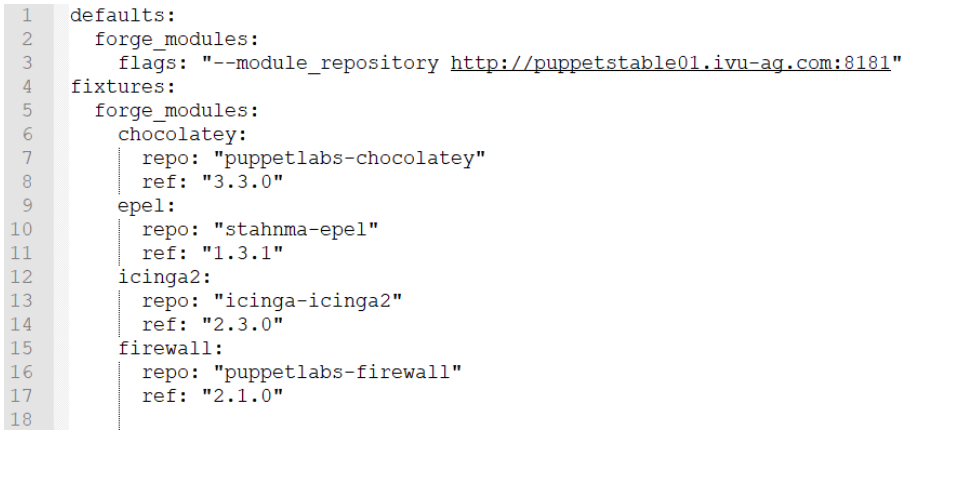 1 defaults:
2   forge_modules:
3     flags: "--module_repository http://puppetstable01.ivu-ag.com:8181"
4 fixtures:
5   forge_modules:
6     chocolatey:
7       repo: "puppetlabs-chocolatey"
8       ref: "3.3.0"
9     epel:
10       repo: "stahnma-epel"
11       ref: "1.3.1"
12     icinga2:
13       repo: "icinga-icinga2"
14       ref: "2.3.0"
15     firewall:
16       repo: "puppetlabs-firewall"
17       ref: "2.1.0"
18